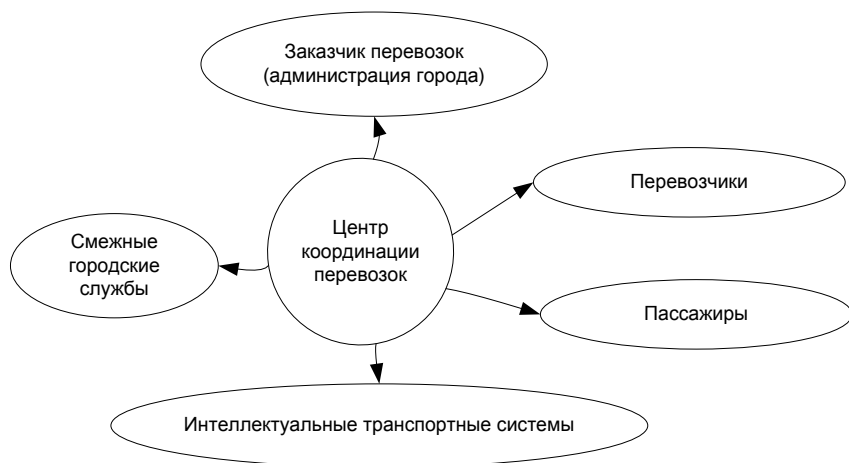 Заказчик перевозок
(администрация города)
Перевозчики
Центр
координации
перевозок
Смежные
городские
службы
Пассажиры
Интеллектуальные транспортные системы